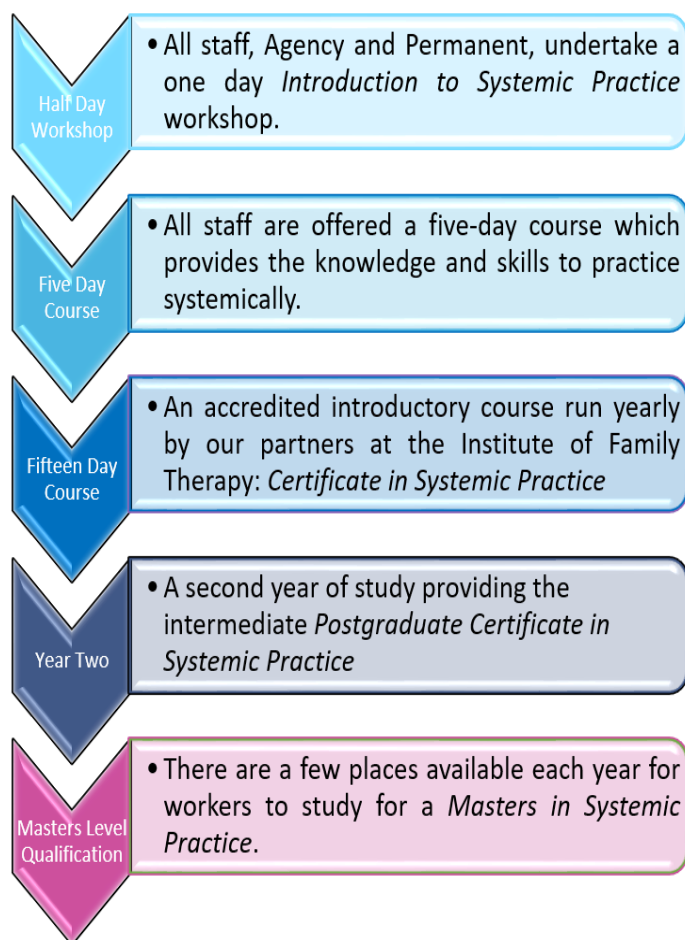 Half Day
Workshop
• All staff, Agency and Permanent, undertake a
one day Introduction to Systemic Practice
workshop.
Five Day
Course
• All staff are offered a five-day course which
provides the knowledge and skills to practice
systemically.
Fifteen Day
Course
• An accredited introductory course run yearly
by our partners at the Institute of Family
Therapy: Certificate in Systemic Practice
Year Two
• A second year of study providing the
intermediate Postgraduate Certificate in
Systemic Practice
Masters Level
Qualification
• There are a few places available each year for
workers to study for a Masters in Systemic
Practice.